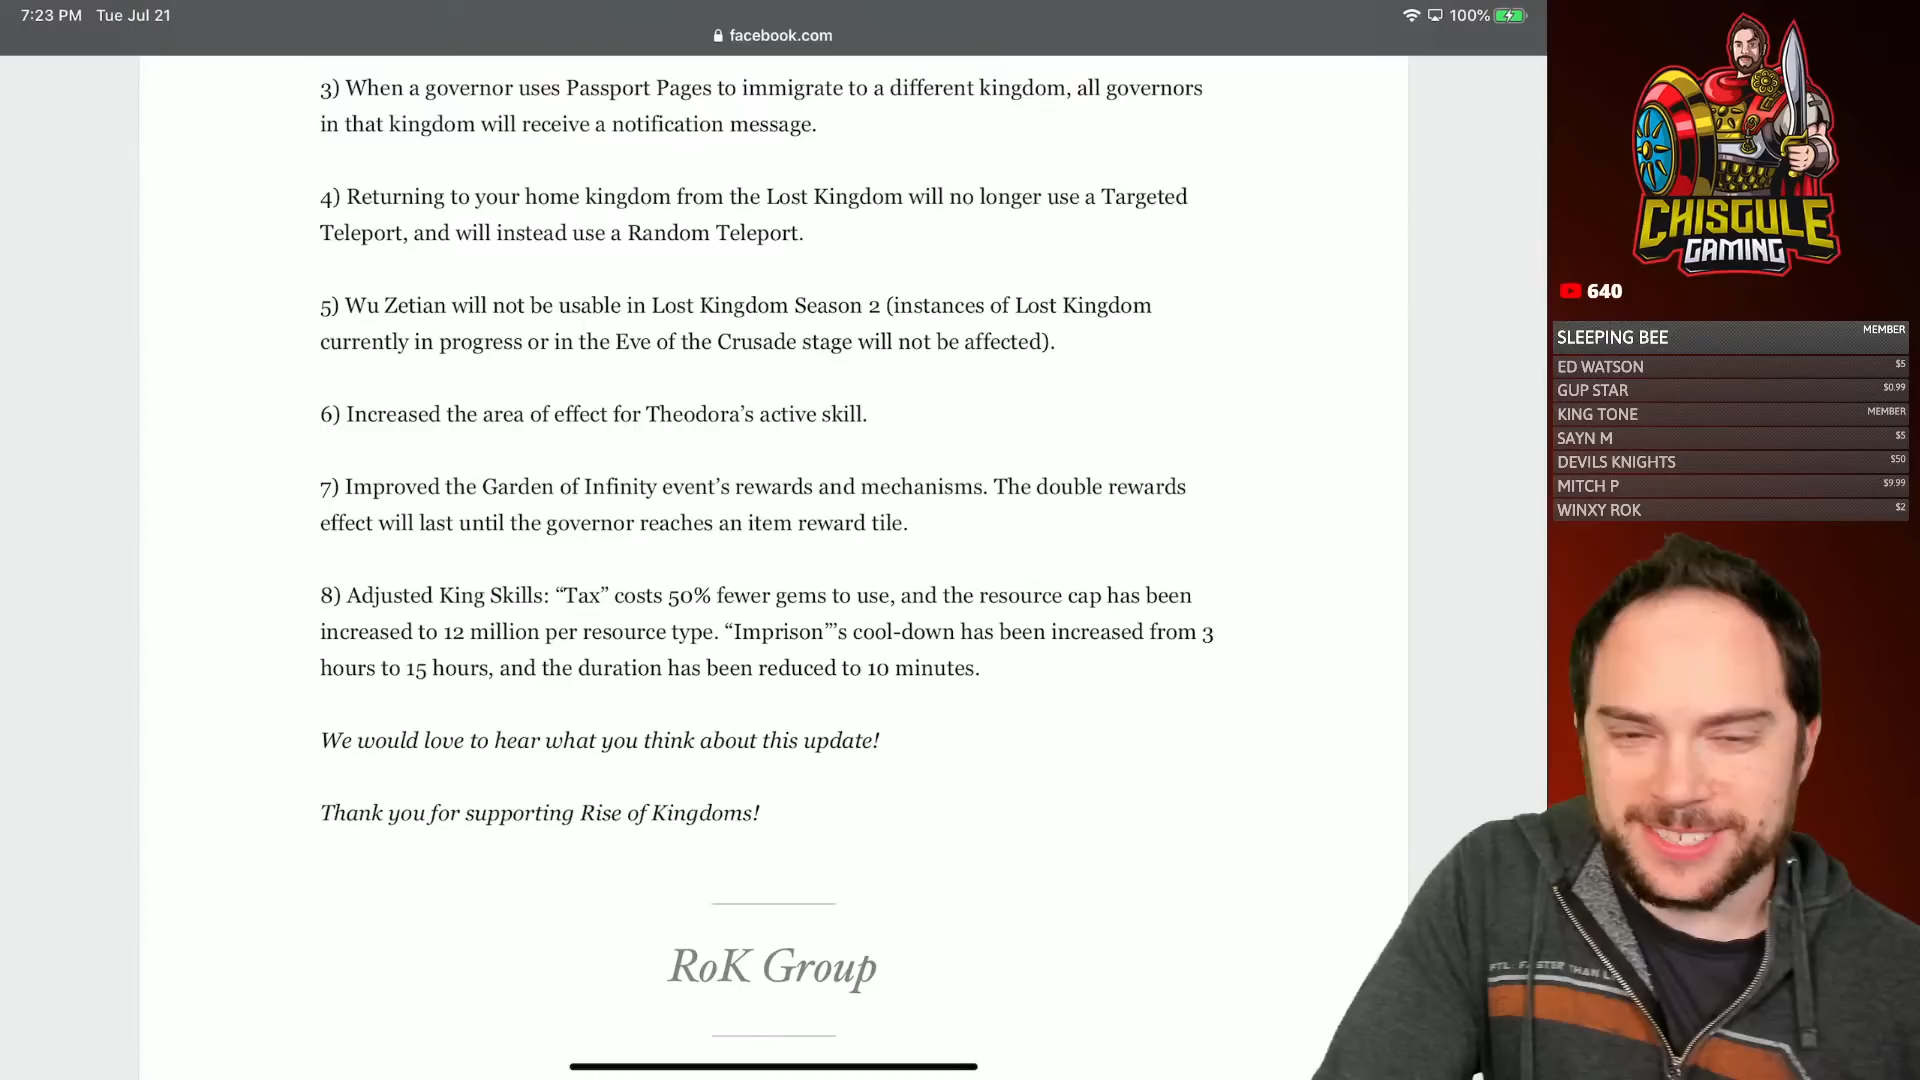 7:23 PM Tue Jul 21
100%
facebook.com
3) When a governor uses Passport Pages to immigrate to a different kingdom, all governors
in that kingdom will receive a notification message.
4) Returning to your home kingdom from the Lost Kingdom will no longer use a Targeted
Teleport, and will instead use a Random Teleport.
5) Wu Zetian will not be usable in Lost Kingdom Season 2 (instances of Lost Kingdom
currently in progress or in the Eve of the Crusade stage will not be affected).
6) Increased the area of effect for Theodora’s active skill.
7) Improved the Garden of Infinity event’s rewards and mechanisms. The double rewards
effect will last until the governor reaches an item reward tile.
8) Adjusted King Skills: “Tax” costs 50% fewer gems to use, and the resource cap has been
increased to 12 million per resource type. “Imprison”’s cool-down has been increased from 3
hours to 15 hours, and the duration has been reduced to 10 minutes.
We would love to hear what you think about this update!
Thank you for supporting Rise of Kingdoms!
RoK Group
CHISGULE
GAMING
640
SLEEPING BEE MEMBER
ED WATSON $5
GUP STAR $0.99
KING TONE MEMBER
SAYN M $5
DEVILS KNIGHTS $50
MITCH P $9.99
WINXY ROK $2
FTL: FASTER THAN